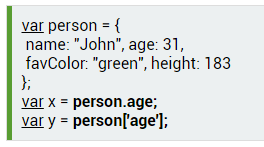 var person = {
name: "John", age: 31,
favColor: "green", height: 183
};
var x = person.age;
var y = person['age'];